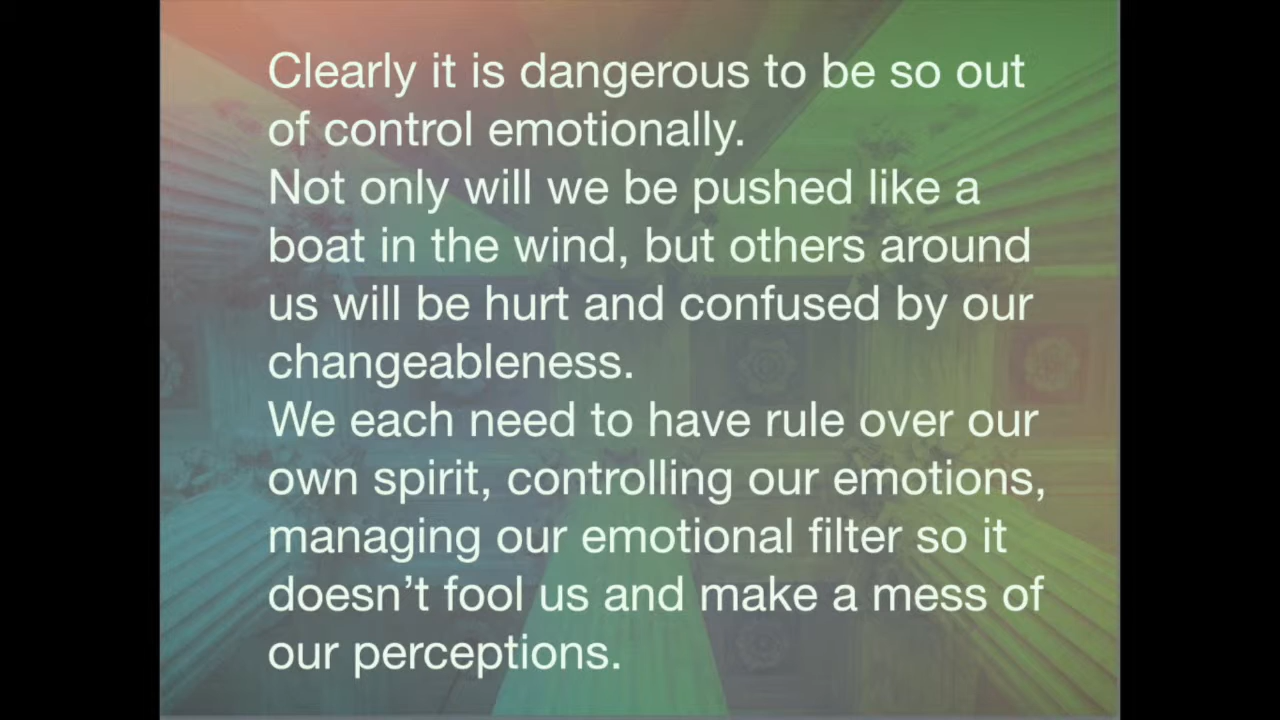 Clearly it is dangerous to be so out
of control emotionally.
Not only will we be pushed like a
boat in the wind, but others around
us will be hurt and confused by our
changeableness.
We each need to have rule over our
own spirit, controlling our emotions,
managing our emotional filter so it
doesn’t fool us and make a mess of
our perceptions.